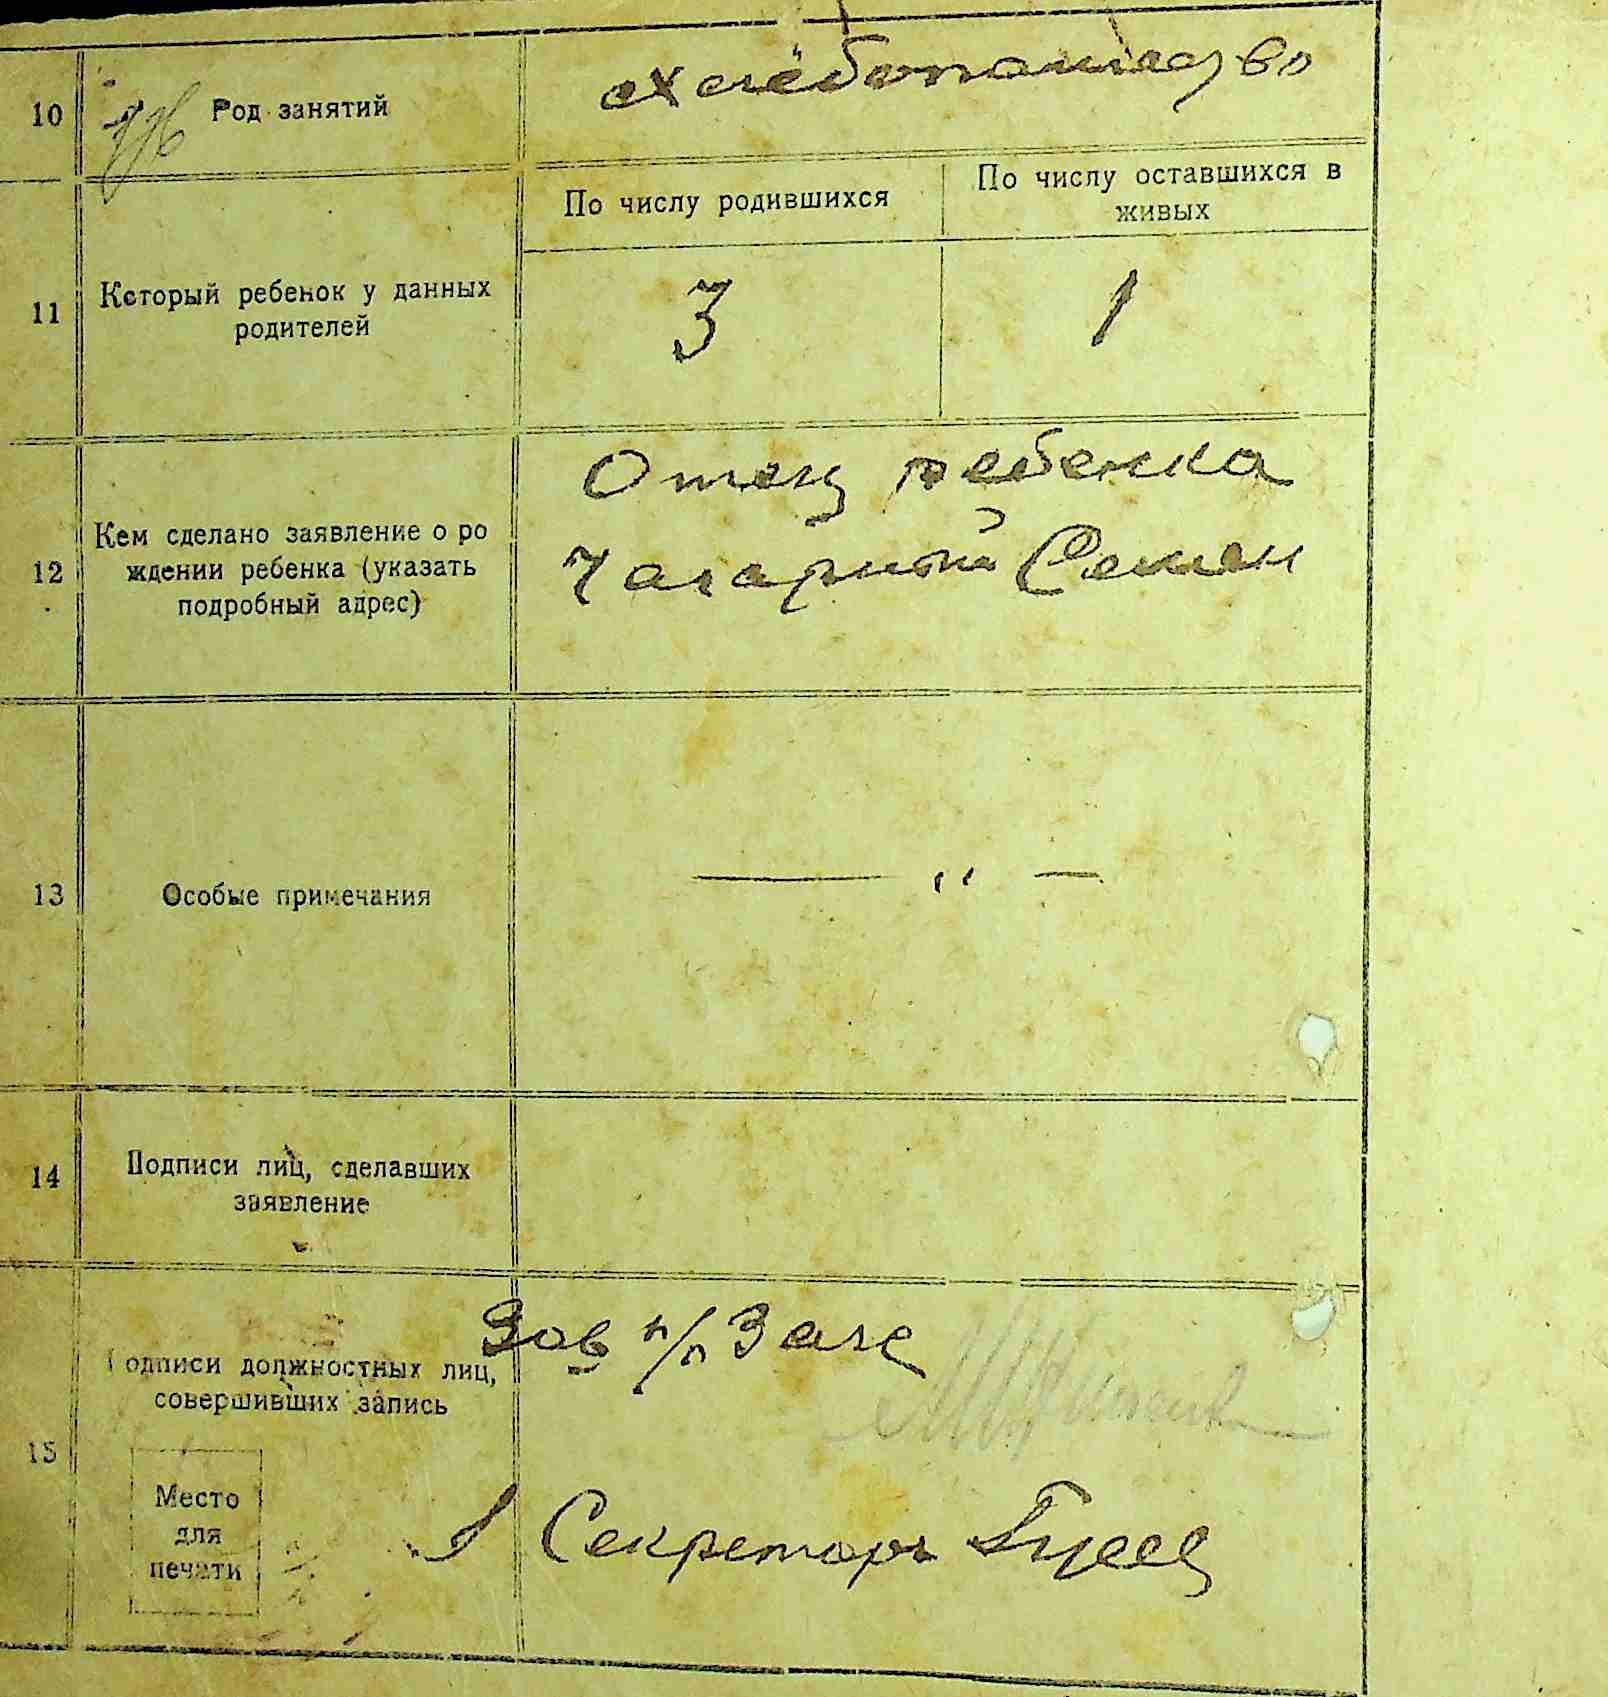 10 Род занятий хлебопашество
По числу родившихся По числу оставшихся в
живых
11 Который ребенок у данных
родителей
3 1
Отец ребенка
Семен
12 Кем сделано заявление о ро
ждении ребенка (указать
подробный адрес)
13 Особые примечания — „ —
14 Подписи лиц, сделавших
заявление
Зав п/п Загс
15 Подписи должностных лиц,
совершивших запись
Место
для
печати
Секретарь